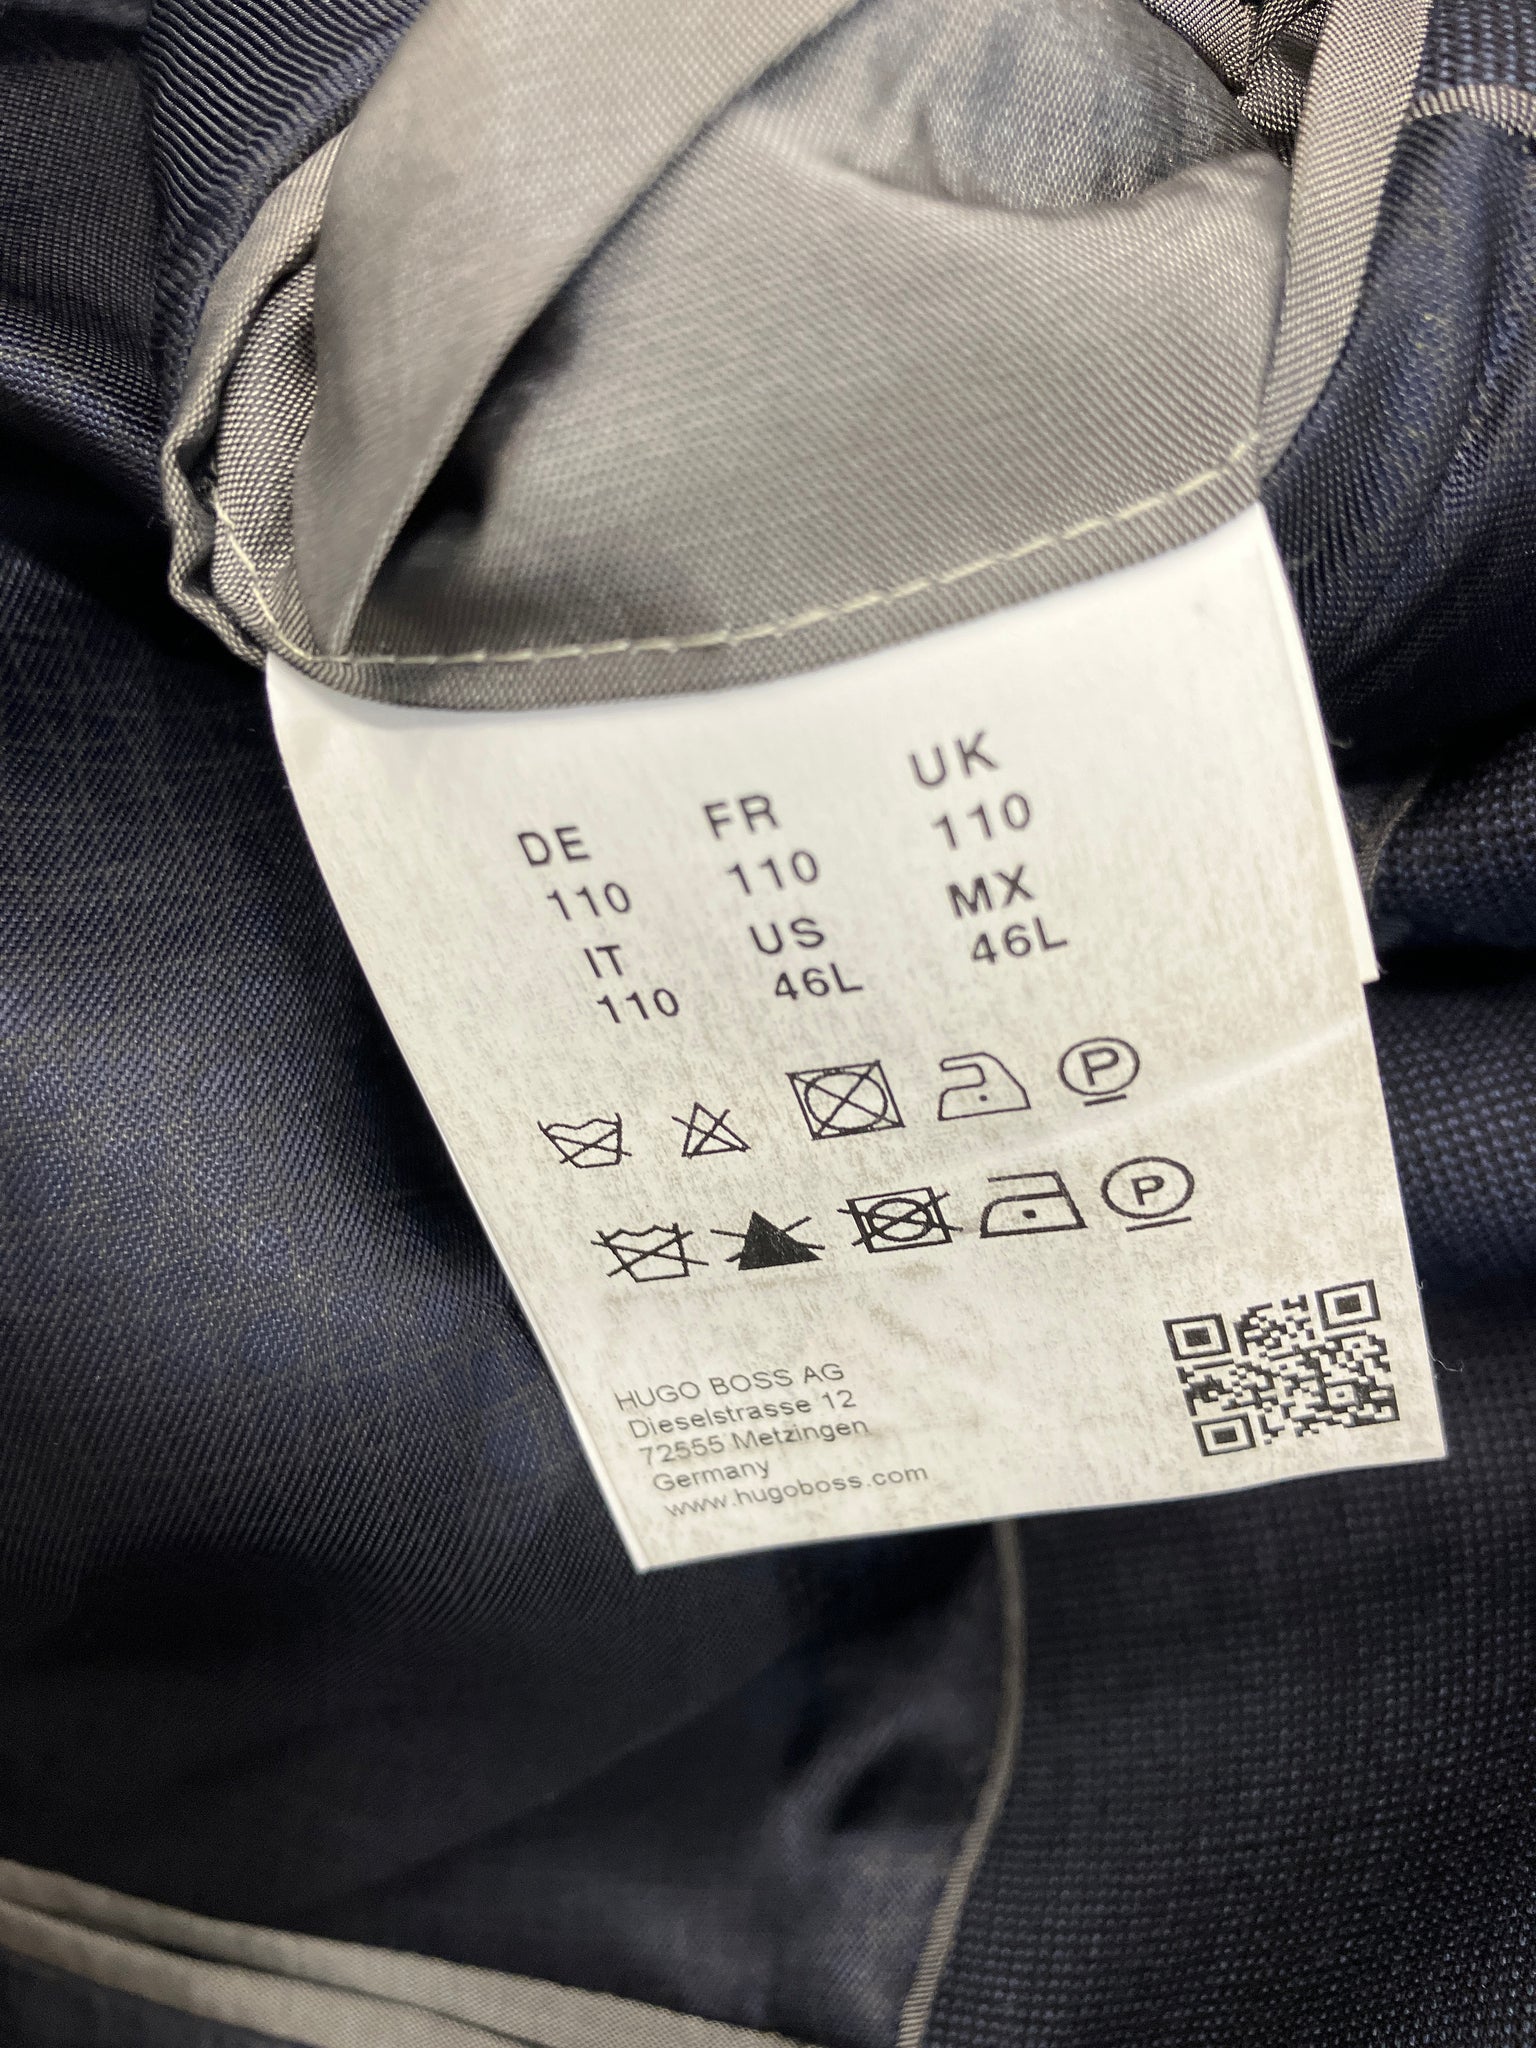 DE FR UK
110 110 110
IT US MX
110 46L 46L
P
P
HUGO BOSS AG
Dieselstrasse 12
72555 Metzingen
Germany
www.hugoboss.com